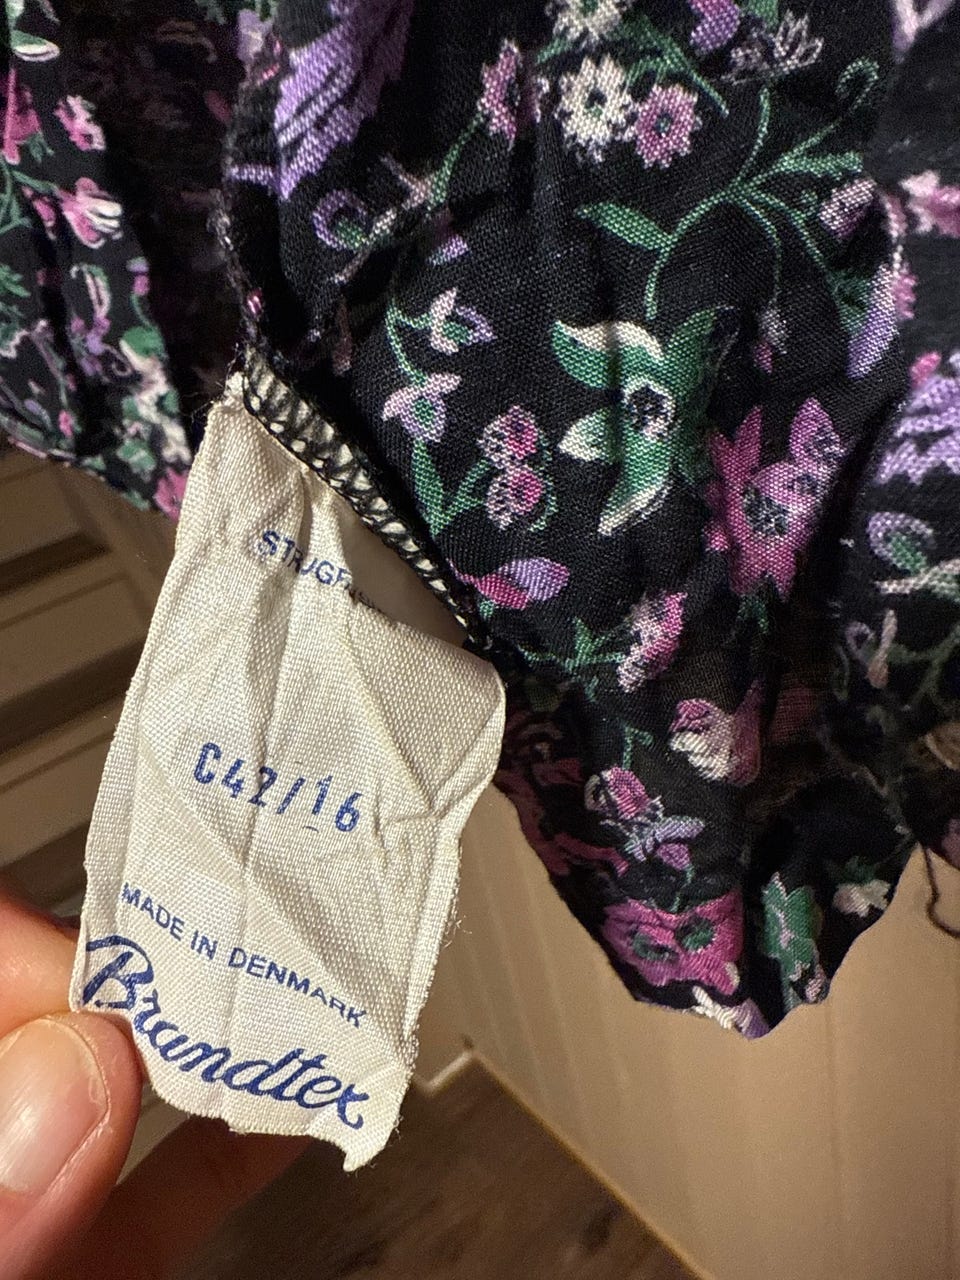 C42/16
MADE IN DENMARK
Brandtex